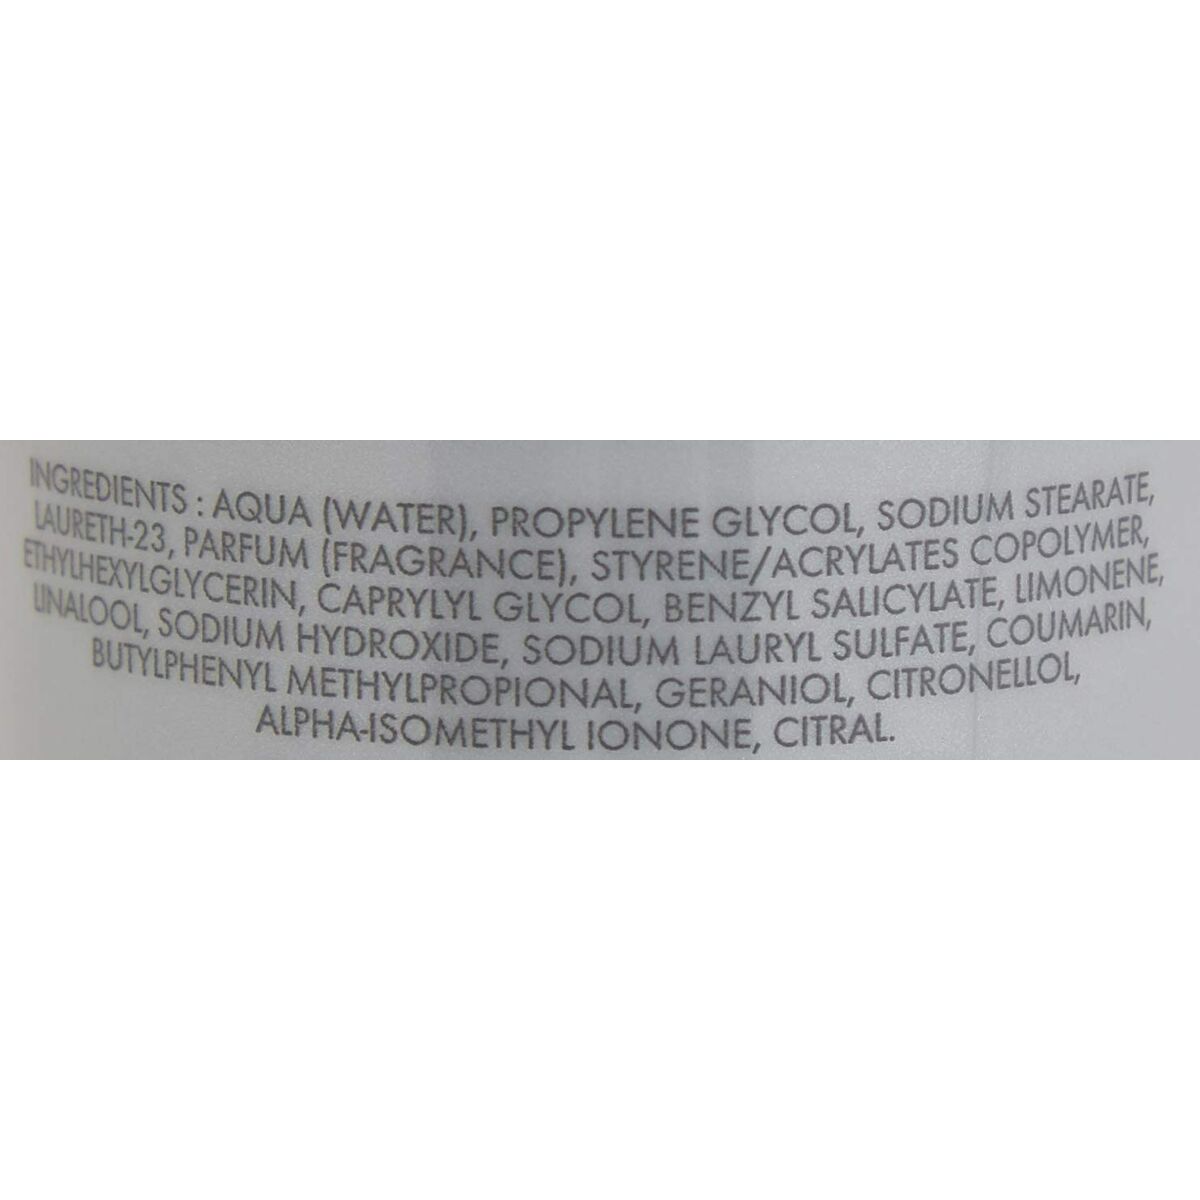 INGREDIENTS : AQUA (WATER), PROPYLENE GLYCOL, SODIUM STEARATE,
LAURETH-23, PARFUM (FRAGRANCE), STYRENE/ACRYLATES COPOLYMER,
ETHYLHEXYLGLYCERIN, CAPRYLYL GLYCOL, BENZYL SALICYLATE, LIMONENE,
LINALOOL, SODIUM HYDROXIDE, SODIUM LAURYL SULFATE, COUMARIN,
BUTYLPHENYL METHYLPROPIONAL, GERANIOL, CITRONELLOL,
ALPHA-ISOMETHYL IONONE, CITRAL.